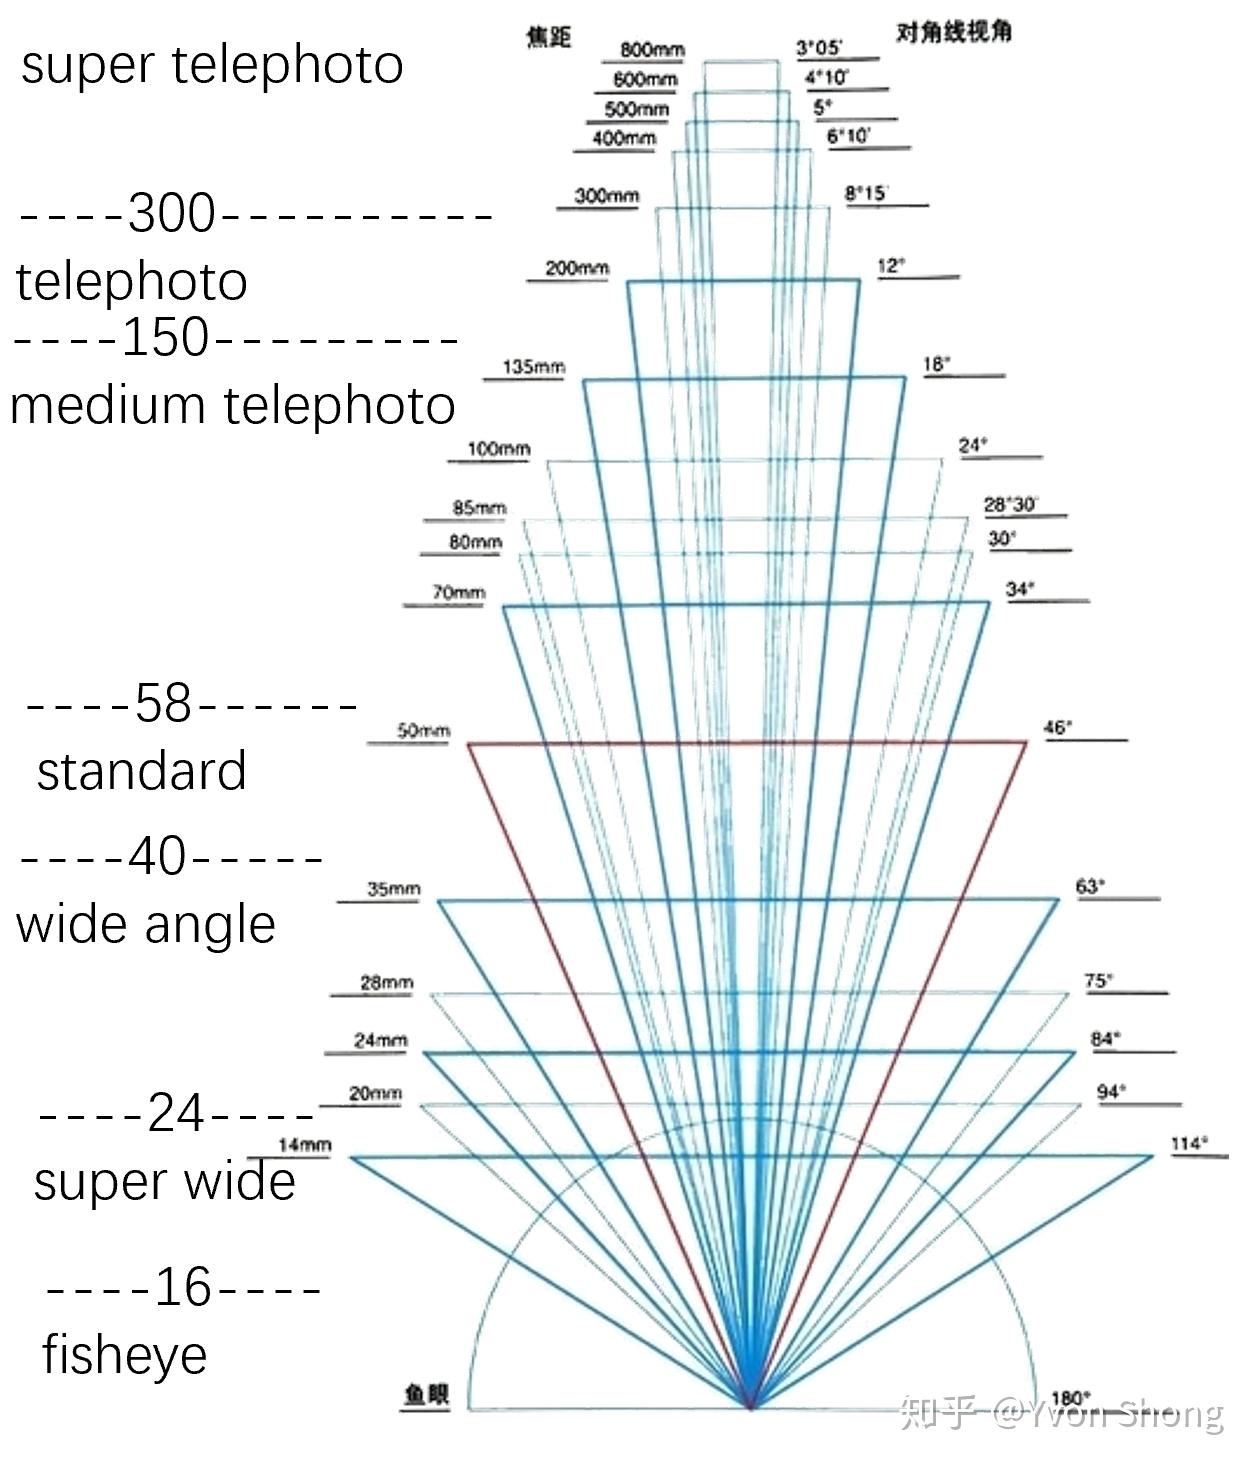 焦距 对角线视角
super telephoto
800mm 3°05′
600mm 4°10′
500mm 5°
400mm 6°10′
----300----------
300mm 8°15′
telephoto
200mm 12°
----150---------
135mm 18°
medium telephoto
100mm 24°
85mm 28°30′
80mm 30°
70mm 34°
----58------
50mm 46°
standard
----40-----
35mm 63°
wide angle
28mm 75°
24mm 84°
20mm 94°
----24----
14mm 114°
super wide
----16----
fisheye
鱼眼 180°
知乎 @Yvon Shong